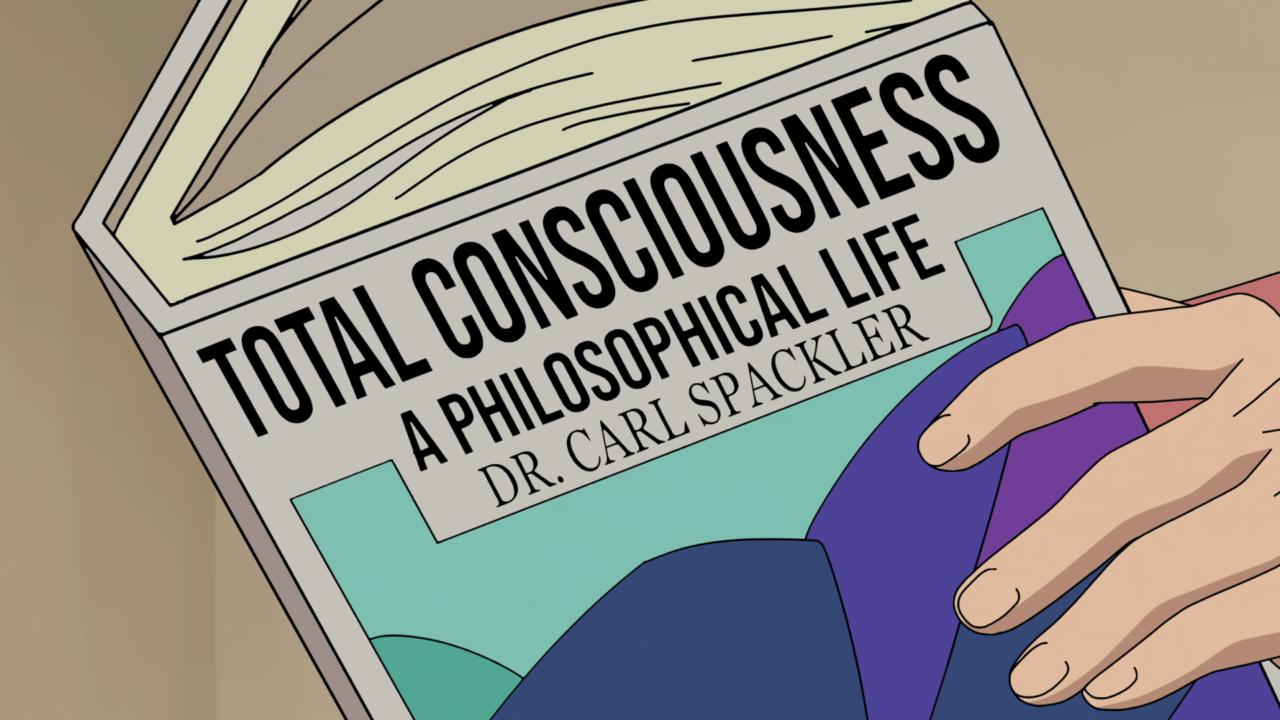 TOTAL CONSCIOUSNESS
A PHILOSOPHICAL LIFE
DR. CARL SPACKLER